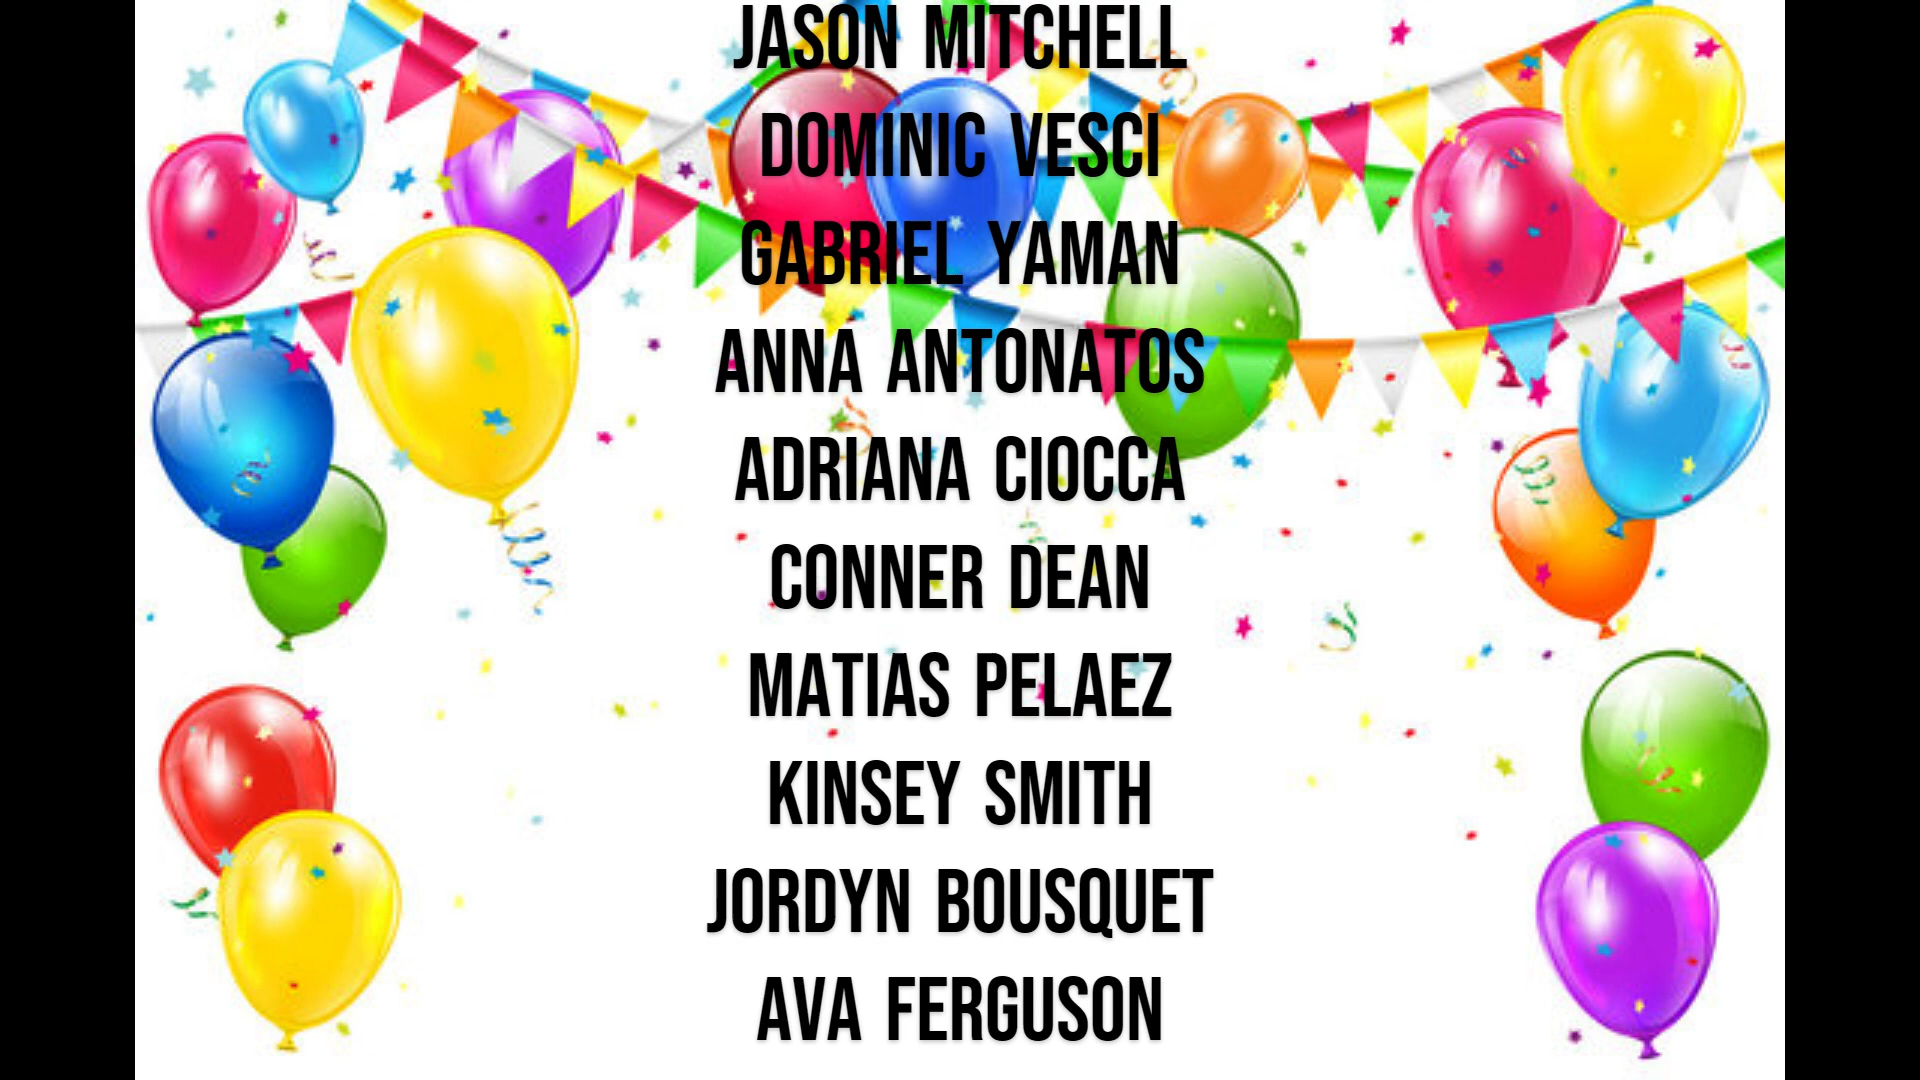 JASON MITCHELL
DOMINIC VESCI
GABRIEL YAMAN
ANNA ANTONATOS
ADRIANA CIOCCA
CONNER DEAN
MATIAS PELAEZ
KINSEY SMITH
JORDYN BOUSQUET
AVA FERGUSON